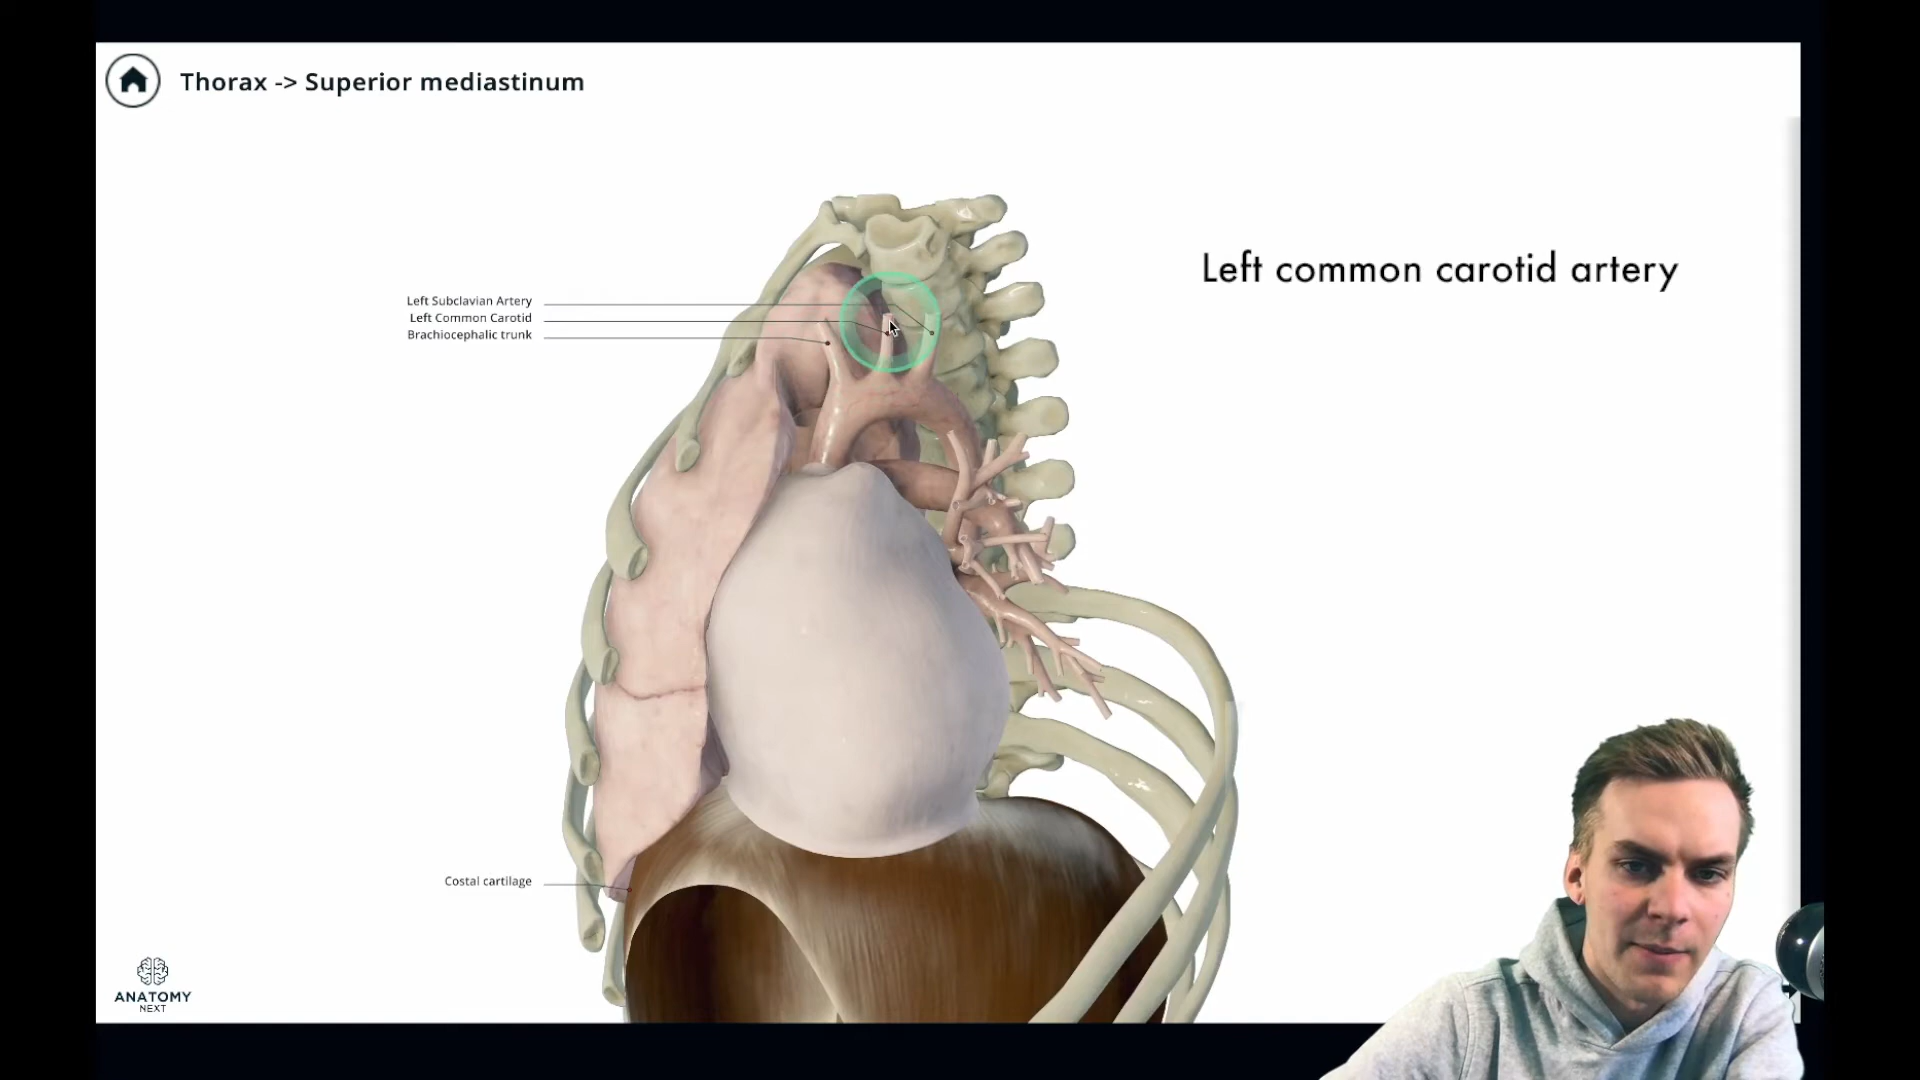 Thorax -> Superior mediastinum
Left common carotid artery
Left Subclavian Artery
Left Common Carotid
Brachiocephalic trunk
Costal cartilage
ANATOMY
NEXT